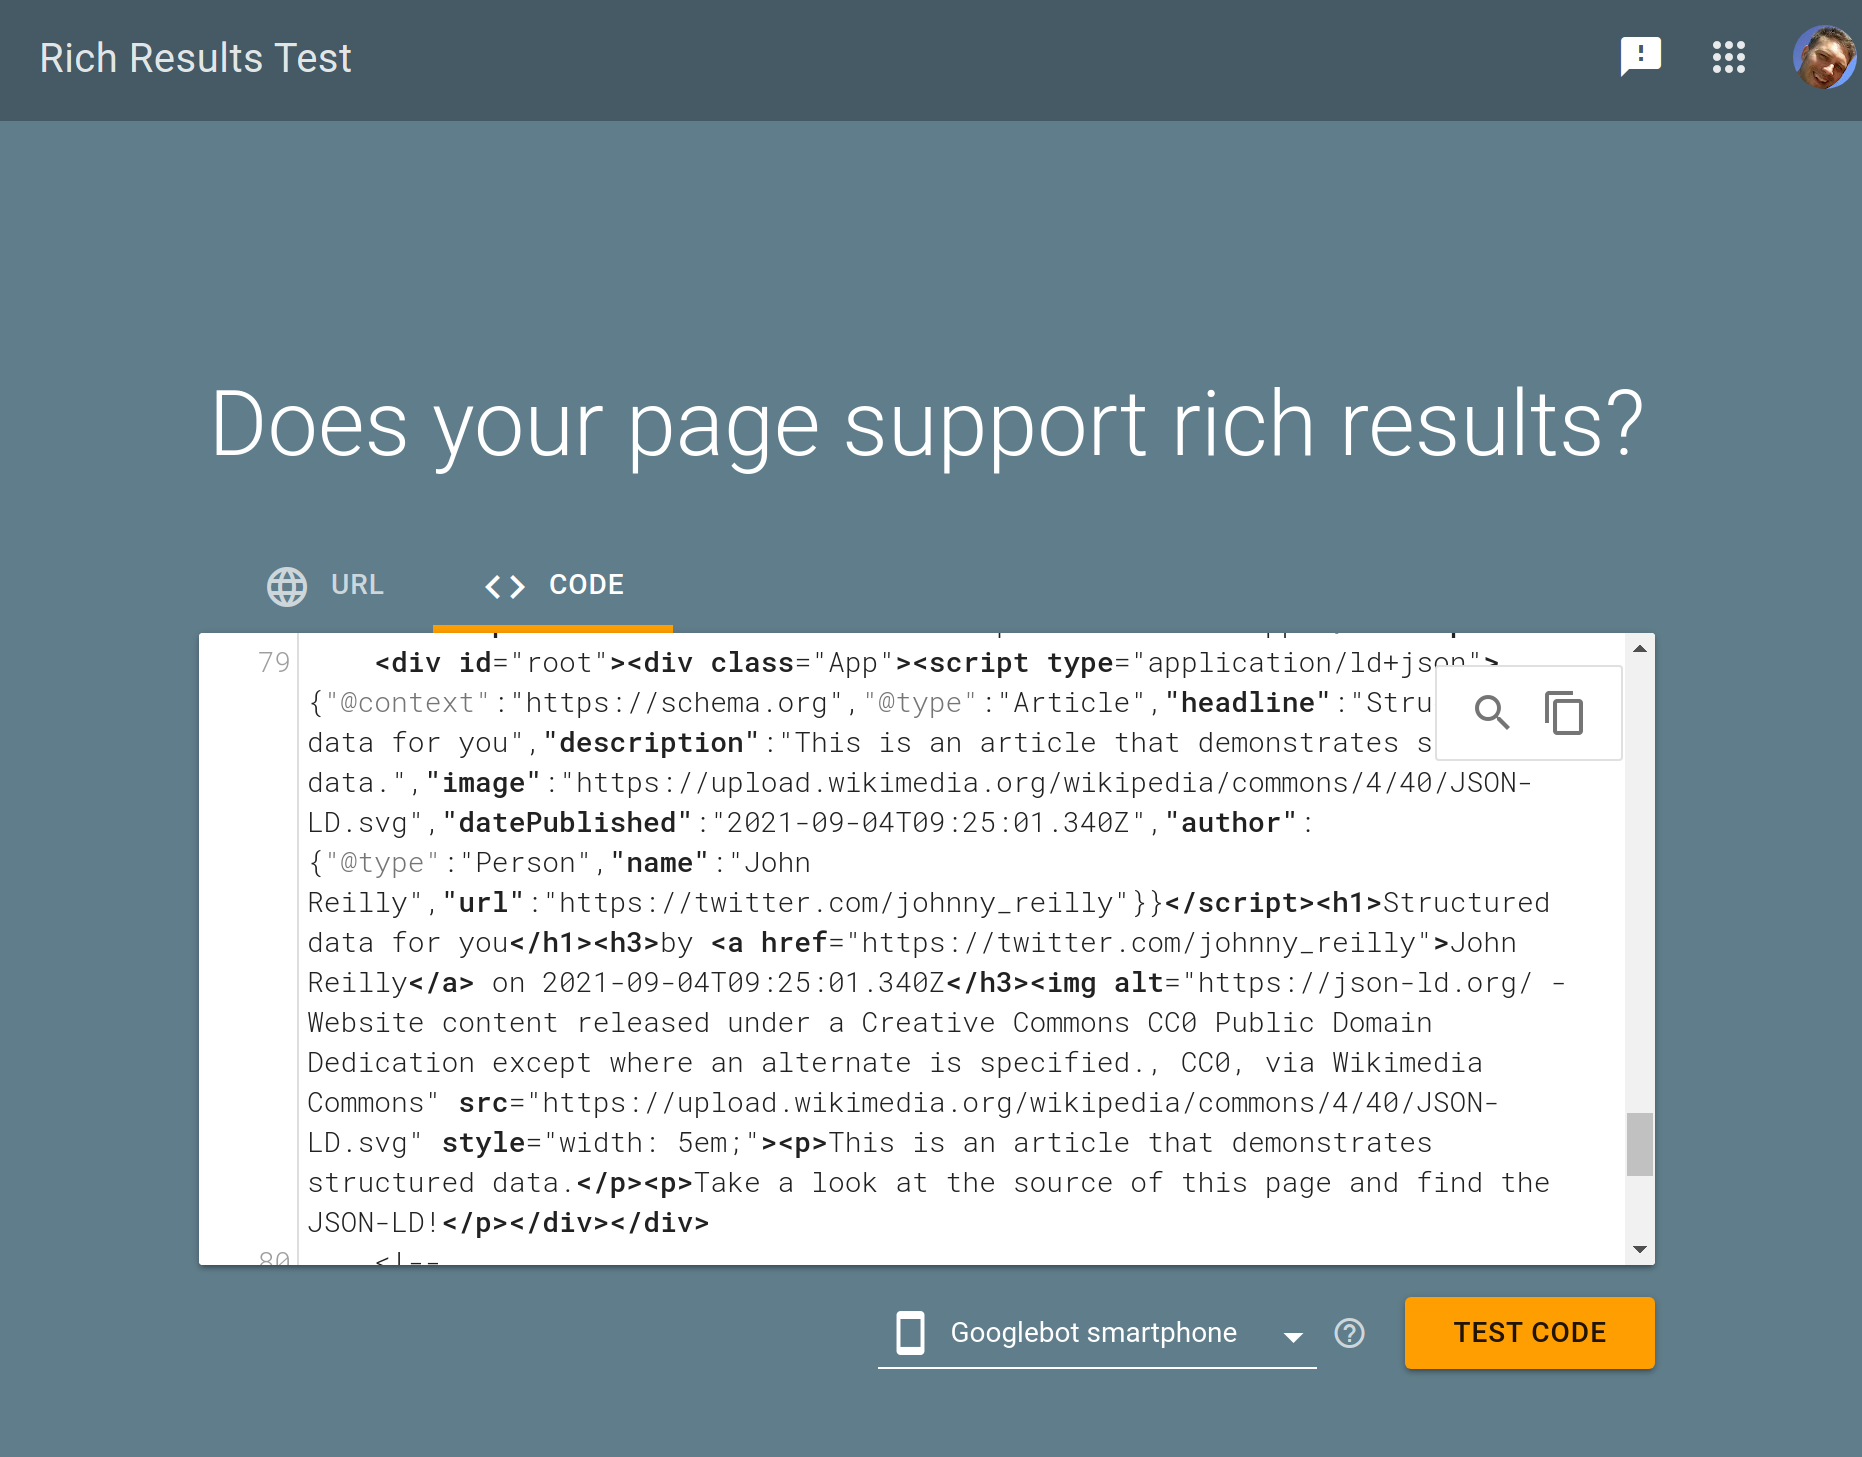 Rich Results Test
Does your page support rich results?
URL
CODE
79 <div id="root"><div class="App"><script type="application/ld+json">
{"@context":"https://schema.org","@type":"Article","headline":"Stru
data for you","description":"This is an article that demonstrates s
data.","image":"https://upload.wikimedia.org/wikipedia/commons/4/40/JSON-
LD.svg","datePublished":"2021-09-04T09:25:01.340Z","author":
{"@type":"Person","name":"John
Reilly","url":"https://twitter.com/johnny_reilly"}}</script><h1>Structured
data for you</h1><h3>by <a href="https://twitter.com/johnny_reilly">John
Reilly</a> on 2021-09-04T09:25:01.340Z</h3><img alt="https://json-ld.org/ -
Website content released under a Creative Commons CC0 Public Domain
Dedication except where an alternate is specified., CC0, via Wikimedia
Commons" src="https://upload.wikimedia.org/wikipedia/commons/4/40/JSON-
LD.svg" style="width: 5em;"><p>This is an article that demonstrates
structured data.</p><p>Take a look at the source of this page and find the
JSON-LD!</p></div></div>
80 <!--
Googlebot smartphone
TEST CODE